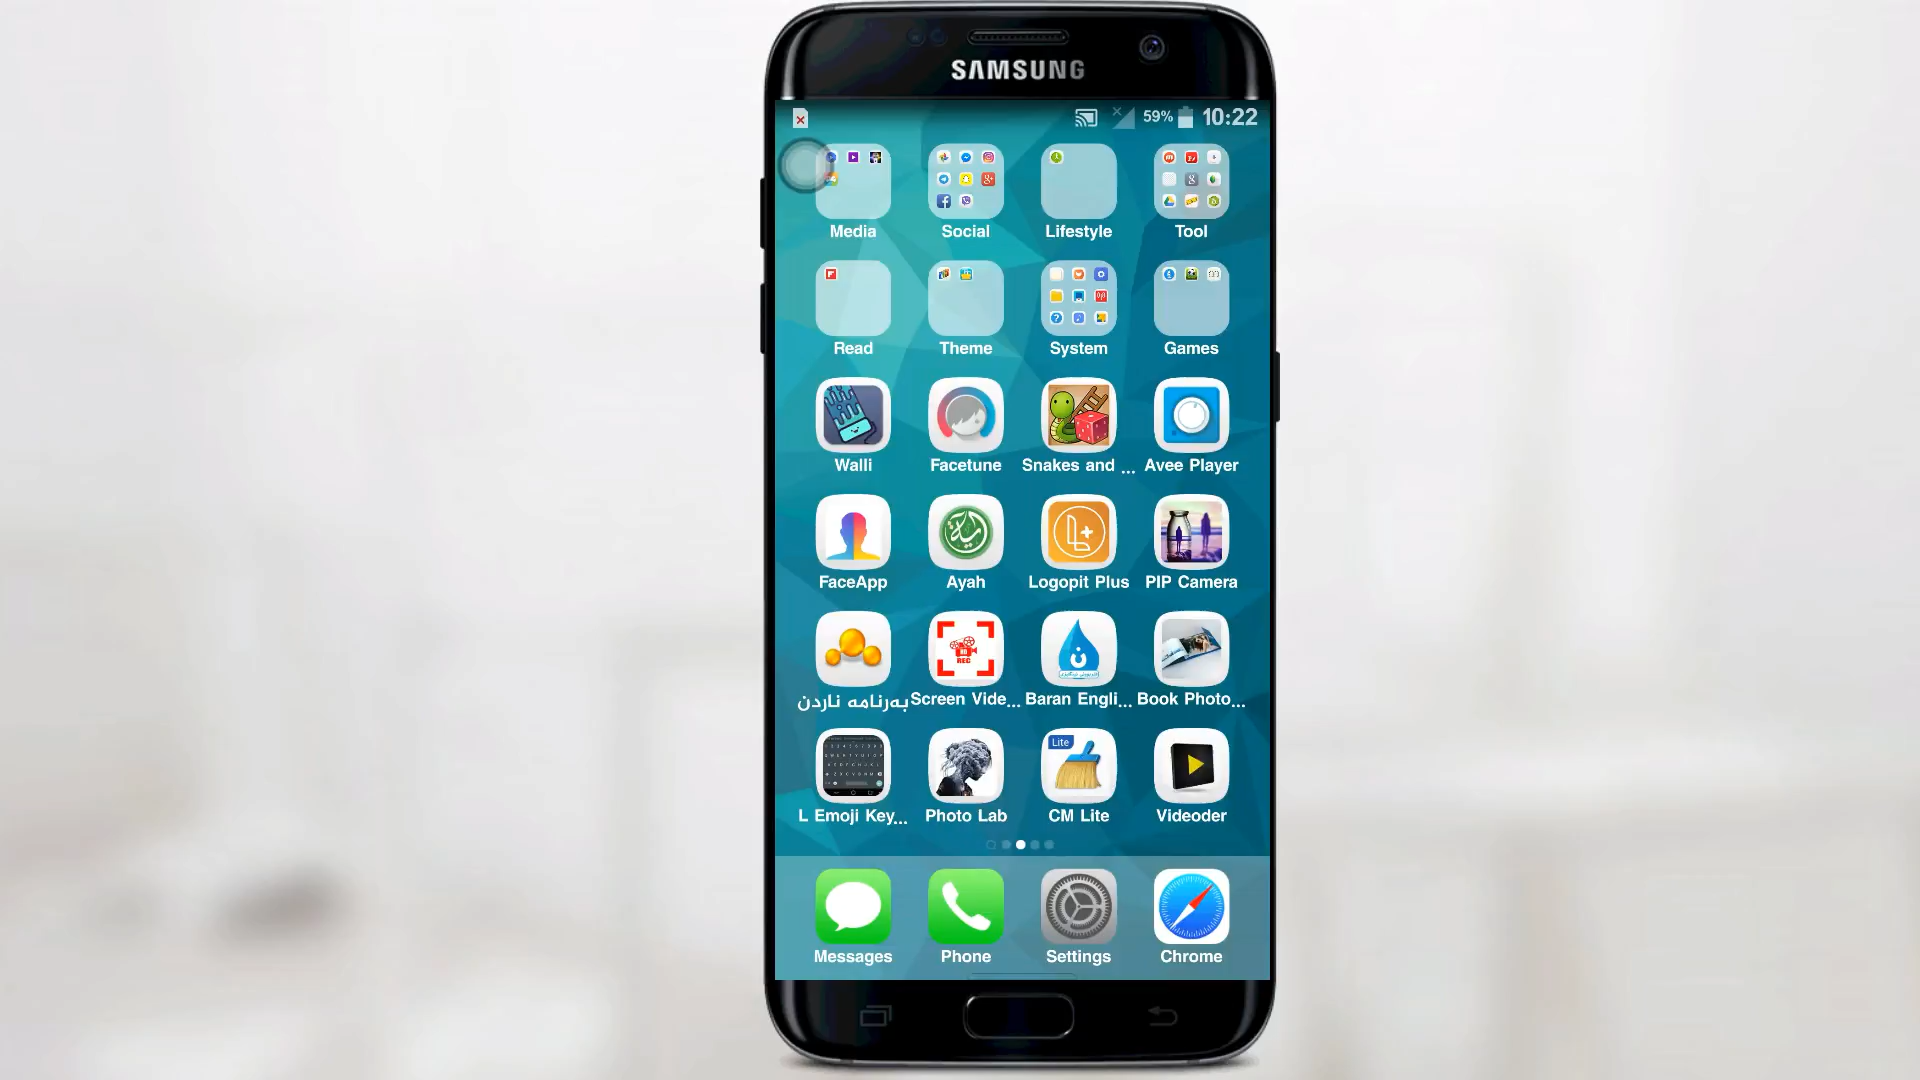 SAMSUNG
59% 10:22
Media Social Lifestyle Tool
Read Theme System Games
Walli Facetune Snakes and ... Avee Player
FaceApp Ayah Logopit Plus PIP Camera
بەرنامە ناردن Screen Vide... Baran Engli... Book Photo...
Lite
L Emoji Key... Photo Lab CM Lite Videoder
Messages Phone Settings Chrome